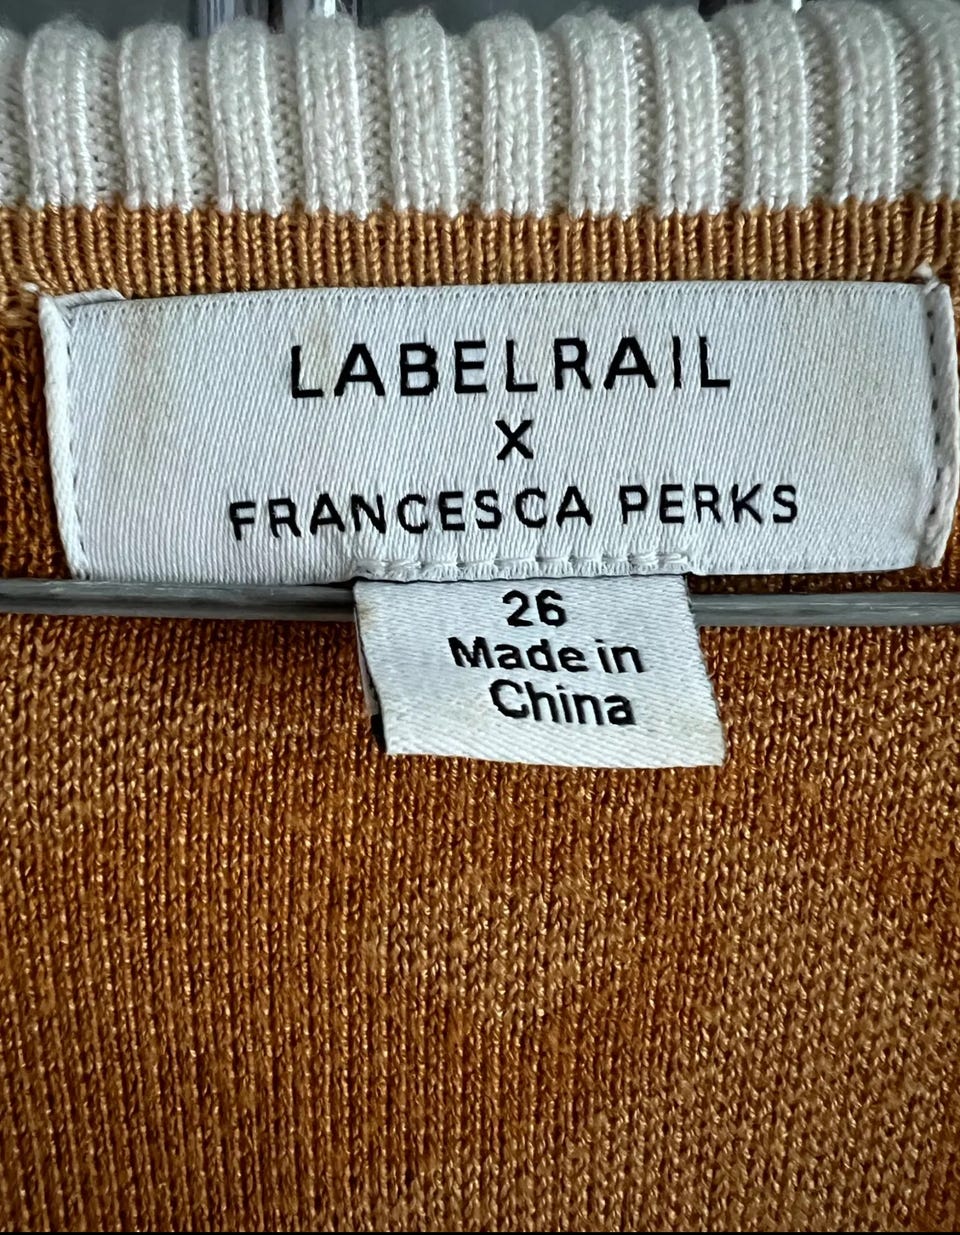 LABELRAIL
X
FRANCESCA PERKS
26
Made in
China